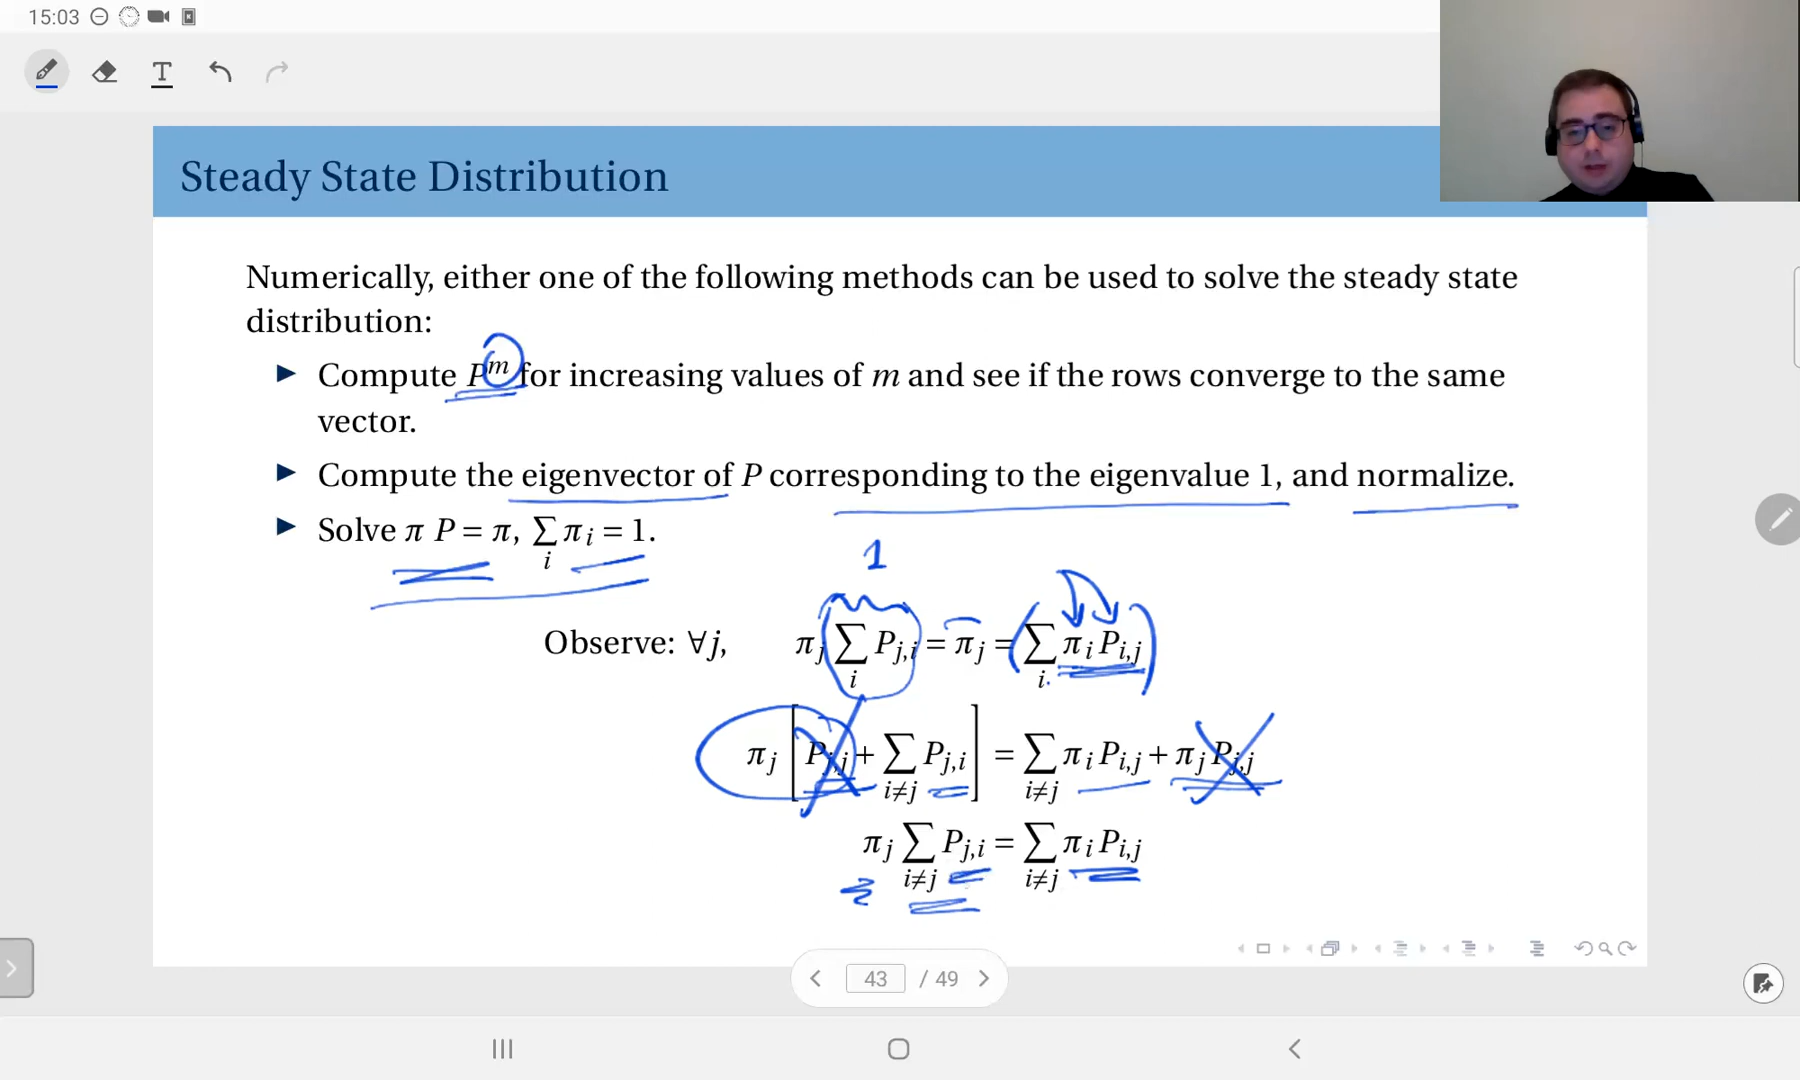 15:03
T
Steady State Distribution
Numerically, either one of the following methods can be used to solve the steady state
distribution:
▶ Compute P^m for increasing values of m and see if the rows converge to the same
vector.
▶ Compute the eigenvector of P corresponding to the eigenvalue 1, and normalize.
▶ Solve π P = π, ∑_i π_i = 1.
1
Observe: ∀j, π_j ∑_i P_{j,i} = π_j = ∑_i π_i P_{i,j}
π_j [P_{j,j} + ∑_{i≠j} P_{j,i}] = ∑_{i≠j} π_i P_{i,j} + π_j P_{j,j}
π_j ∑_{i≠j} P_{j,i} = ∑_{i≠j} π_i P_{i,j}
43 / 49